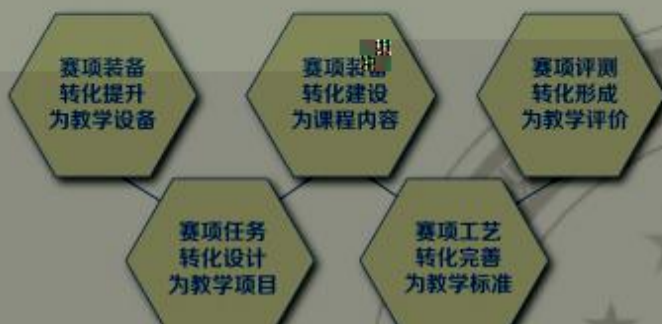 赛项装备
转化提升
为教学设备
赛项装备
转化建设
为课程内容
赛项评测
转化形成
为教学评价
赛项任务
转化设计
为教学项目
赛项工艺
转化完善
为教学标准